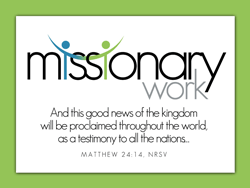 missionary
work
And this good news of the kingdom
will be proclaimed throughout the world,
as a testimony to all the nations..
MATTHEW 24:14, NRSV